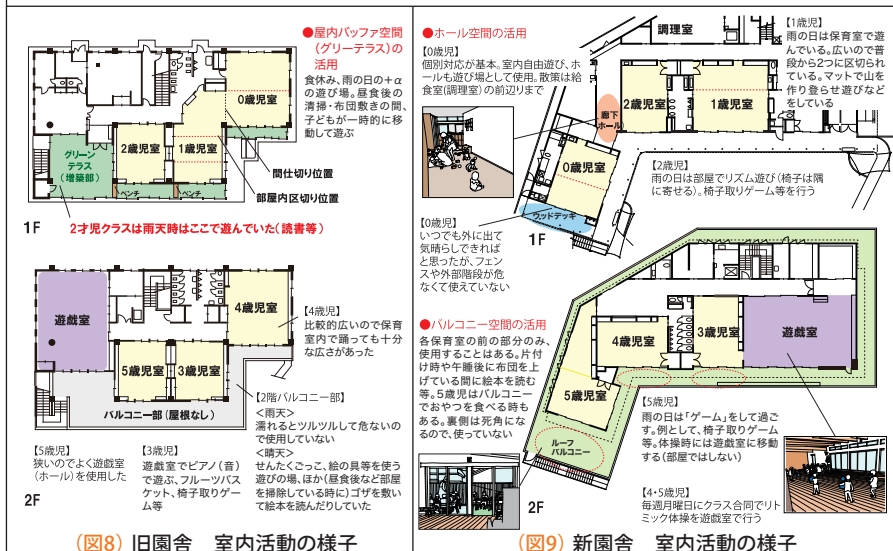 ●屋内バッファ空間
(グリーテラス)の
活用
食休み、雨の日の+α
の遊び場。昼食後の
清掃・布団敷きの間、
子どもが一時的に移
動して遊ぶ
0歳児室
2歳児室
1歳児室
グリーン
テラス
(増築部)
ベンチ
ベンチ
間仕切り位置
部屋内区切り位置
1F
2才児クラスは雨天時はここで遊んでいた(読書等)
遊戯室
4歳児室
5歳児室
3歳児室
バルコニー部(屋根なし)
【4歳児】
比較的広いので保育
室内で踊っても十分
な広さがあった
【2階バルコニー部】
<雨天>
濡れるとツルツルして危ないの
で使用していない
<晴天>
せんたくごっこ、絵の具等を使う
遊びの場、ほか(昼食後など部屋
を掃除している時に)ゴザを敷い
て絵本を読んだりしていた
【5歳児】
狭いのでよく遊戯室
(ホール)を使用した
【3歳児】
遊戯室でピアノ(音)
で遊ぶ、フルーツバス
ケット、椅子取りゲー
ム等
2F
(図8) 旧園舎 室内活動の様子
●ホール空間の活用
【0歳児】
個別対応が基本。室内自由遊び、ホ
ールも遊び場として使用。散策は給
食室(調理室)の前辺りまで
調理室
【1歳児】
雨の日は保育室で遊
んでいる。広いので普
段から2つに区切られ
ている。マットで山を
作り登らせ遊びなど
をしている
2歳児室
1歳児室
廊下
ホール
0歳児室
ウッドデッキ
1F
【2歳児】
雨の日は部屋でリズム遊び(椅子は隅
に寄せる)。椅子取りゲーム等を行う
【0歳児】
いつでも外に出て
気晴らしできれば
と思ったが、フェン
スや外部階段が危
なくて使えていない
●バルコニー空間の活用
各保育室の前の部分のみ、
使用することはある。片付
け時や午睡後に布団を上
げている間に絵本を読む
等。5歳児はバルコニー
でおやつを食べる時も
ある。裏側は死角にな
るので、使っていない
4歳児室
3歳児室
遊戯室
5歳児室
ルーフ
バルコニー
2F
【5歳児】
雨の日は「ゲーム」をして過ご
す。例として、椅子取りゲーム
等。体操時には遊戯室に移動
する(部屋ではしない)
【4・5歳児】
毎週月曜日にクラス合同でリ
トミック体操を遊戯室で行う
(図9) 新園舎 室内活動の様子